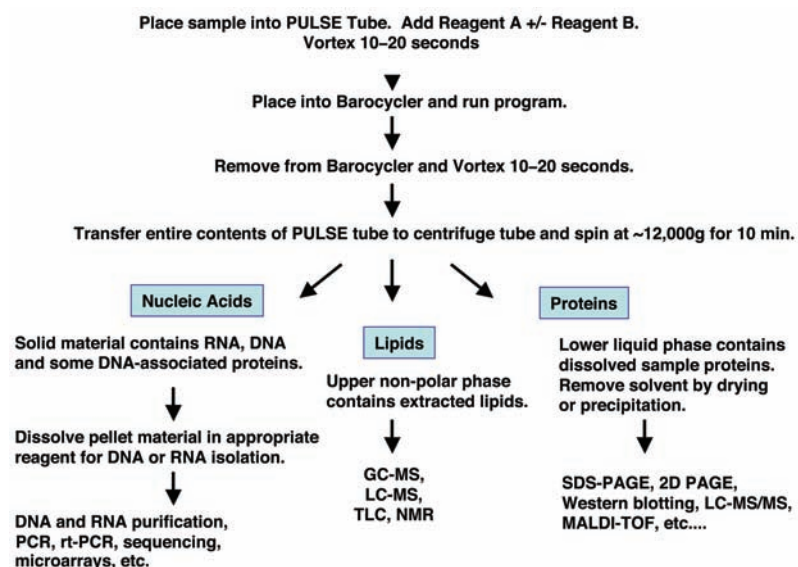 Place sample into PULSE Tube. Add Reagent A +/- Reagent B.
Vortex 10–20 seconds
Place into Barocycler and run program.
Remove from Barocycler and Vortex 10–20 seconds.
Transfer entire contents of PULSE tube to centrifuge tube and spin at ~12,000g for 10 min.
Nucleic Acids
Solid material contains RNA, DNA
and some DNA-associated proteins.
Dissolve pellet material in appropriate
reagent for DNA or RNA isolation.
DNA and RNA purification,
PCR, rt-PCR, sequencing,
microarrays, etc.
Lipids
Upper non-polar phase
contains extracted lipids.
GC-MS,
LC-MS,
TLC, NMR
Proteins
Lower liquid phase contains
dissolved sample proteins.
Remove solvent by drying
or precipitation.
SDS-PAGE, 2D PAGE,
Western blotting, LC-MS/MS,
MALDI-TOF, etc....